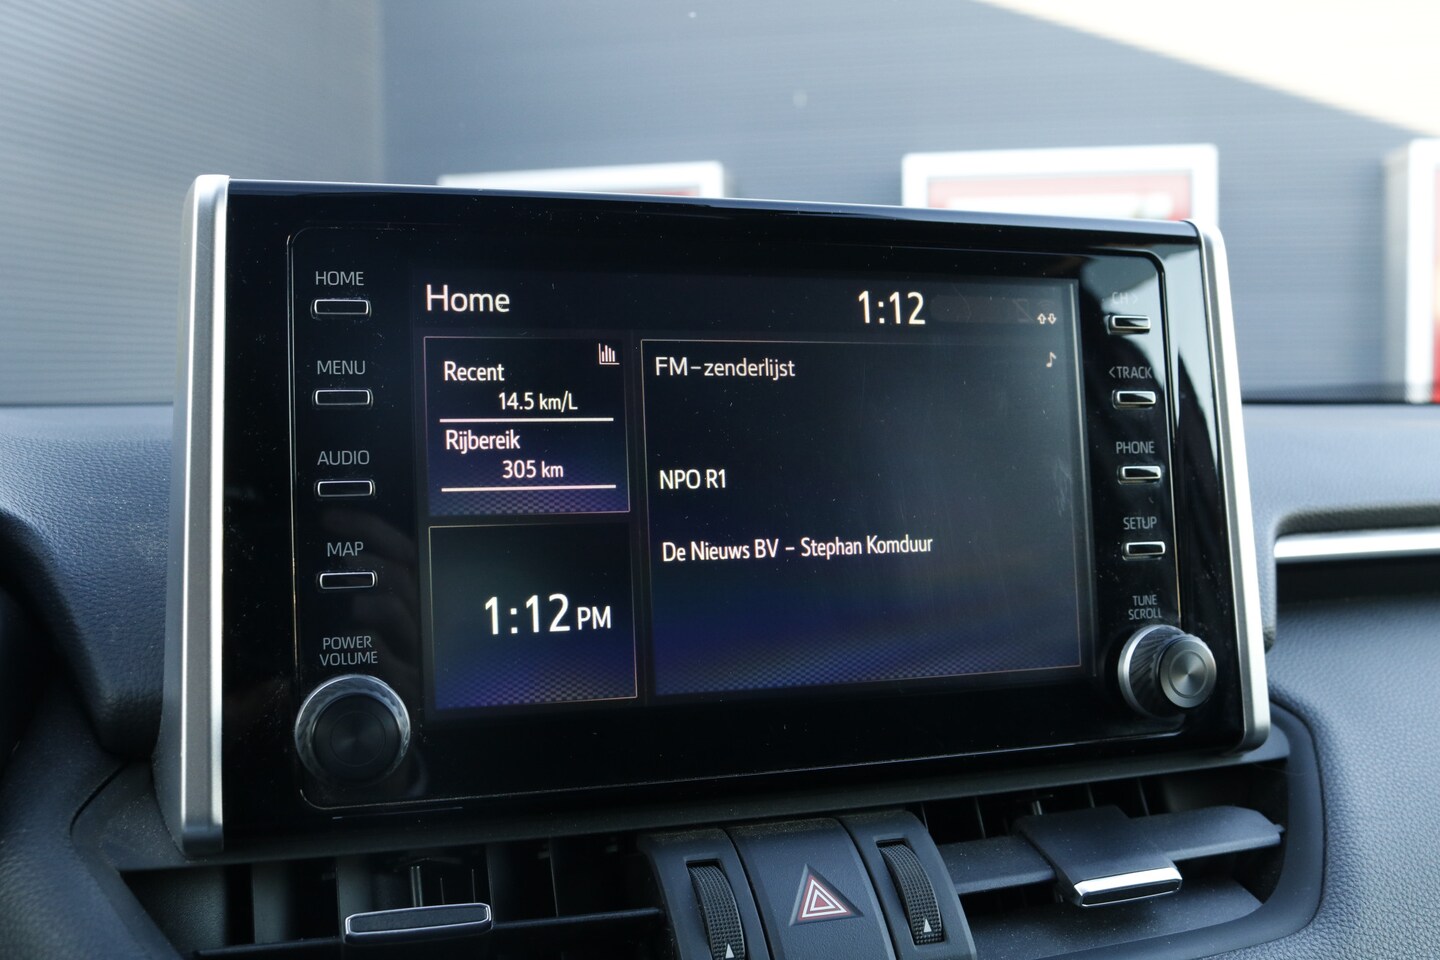 HOME
MENU
AUDIO
MAP
POWER
VOLUME
Home
1:12
Recent
14.5 km/L
Rijbereik
305 km
1:12 PM
FM-zenderlijst
NPO R1
De Nieuws BV - Stephan Komduur
CH>
<TRACK
PHONE
SETUP
TUNE
SCROLL